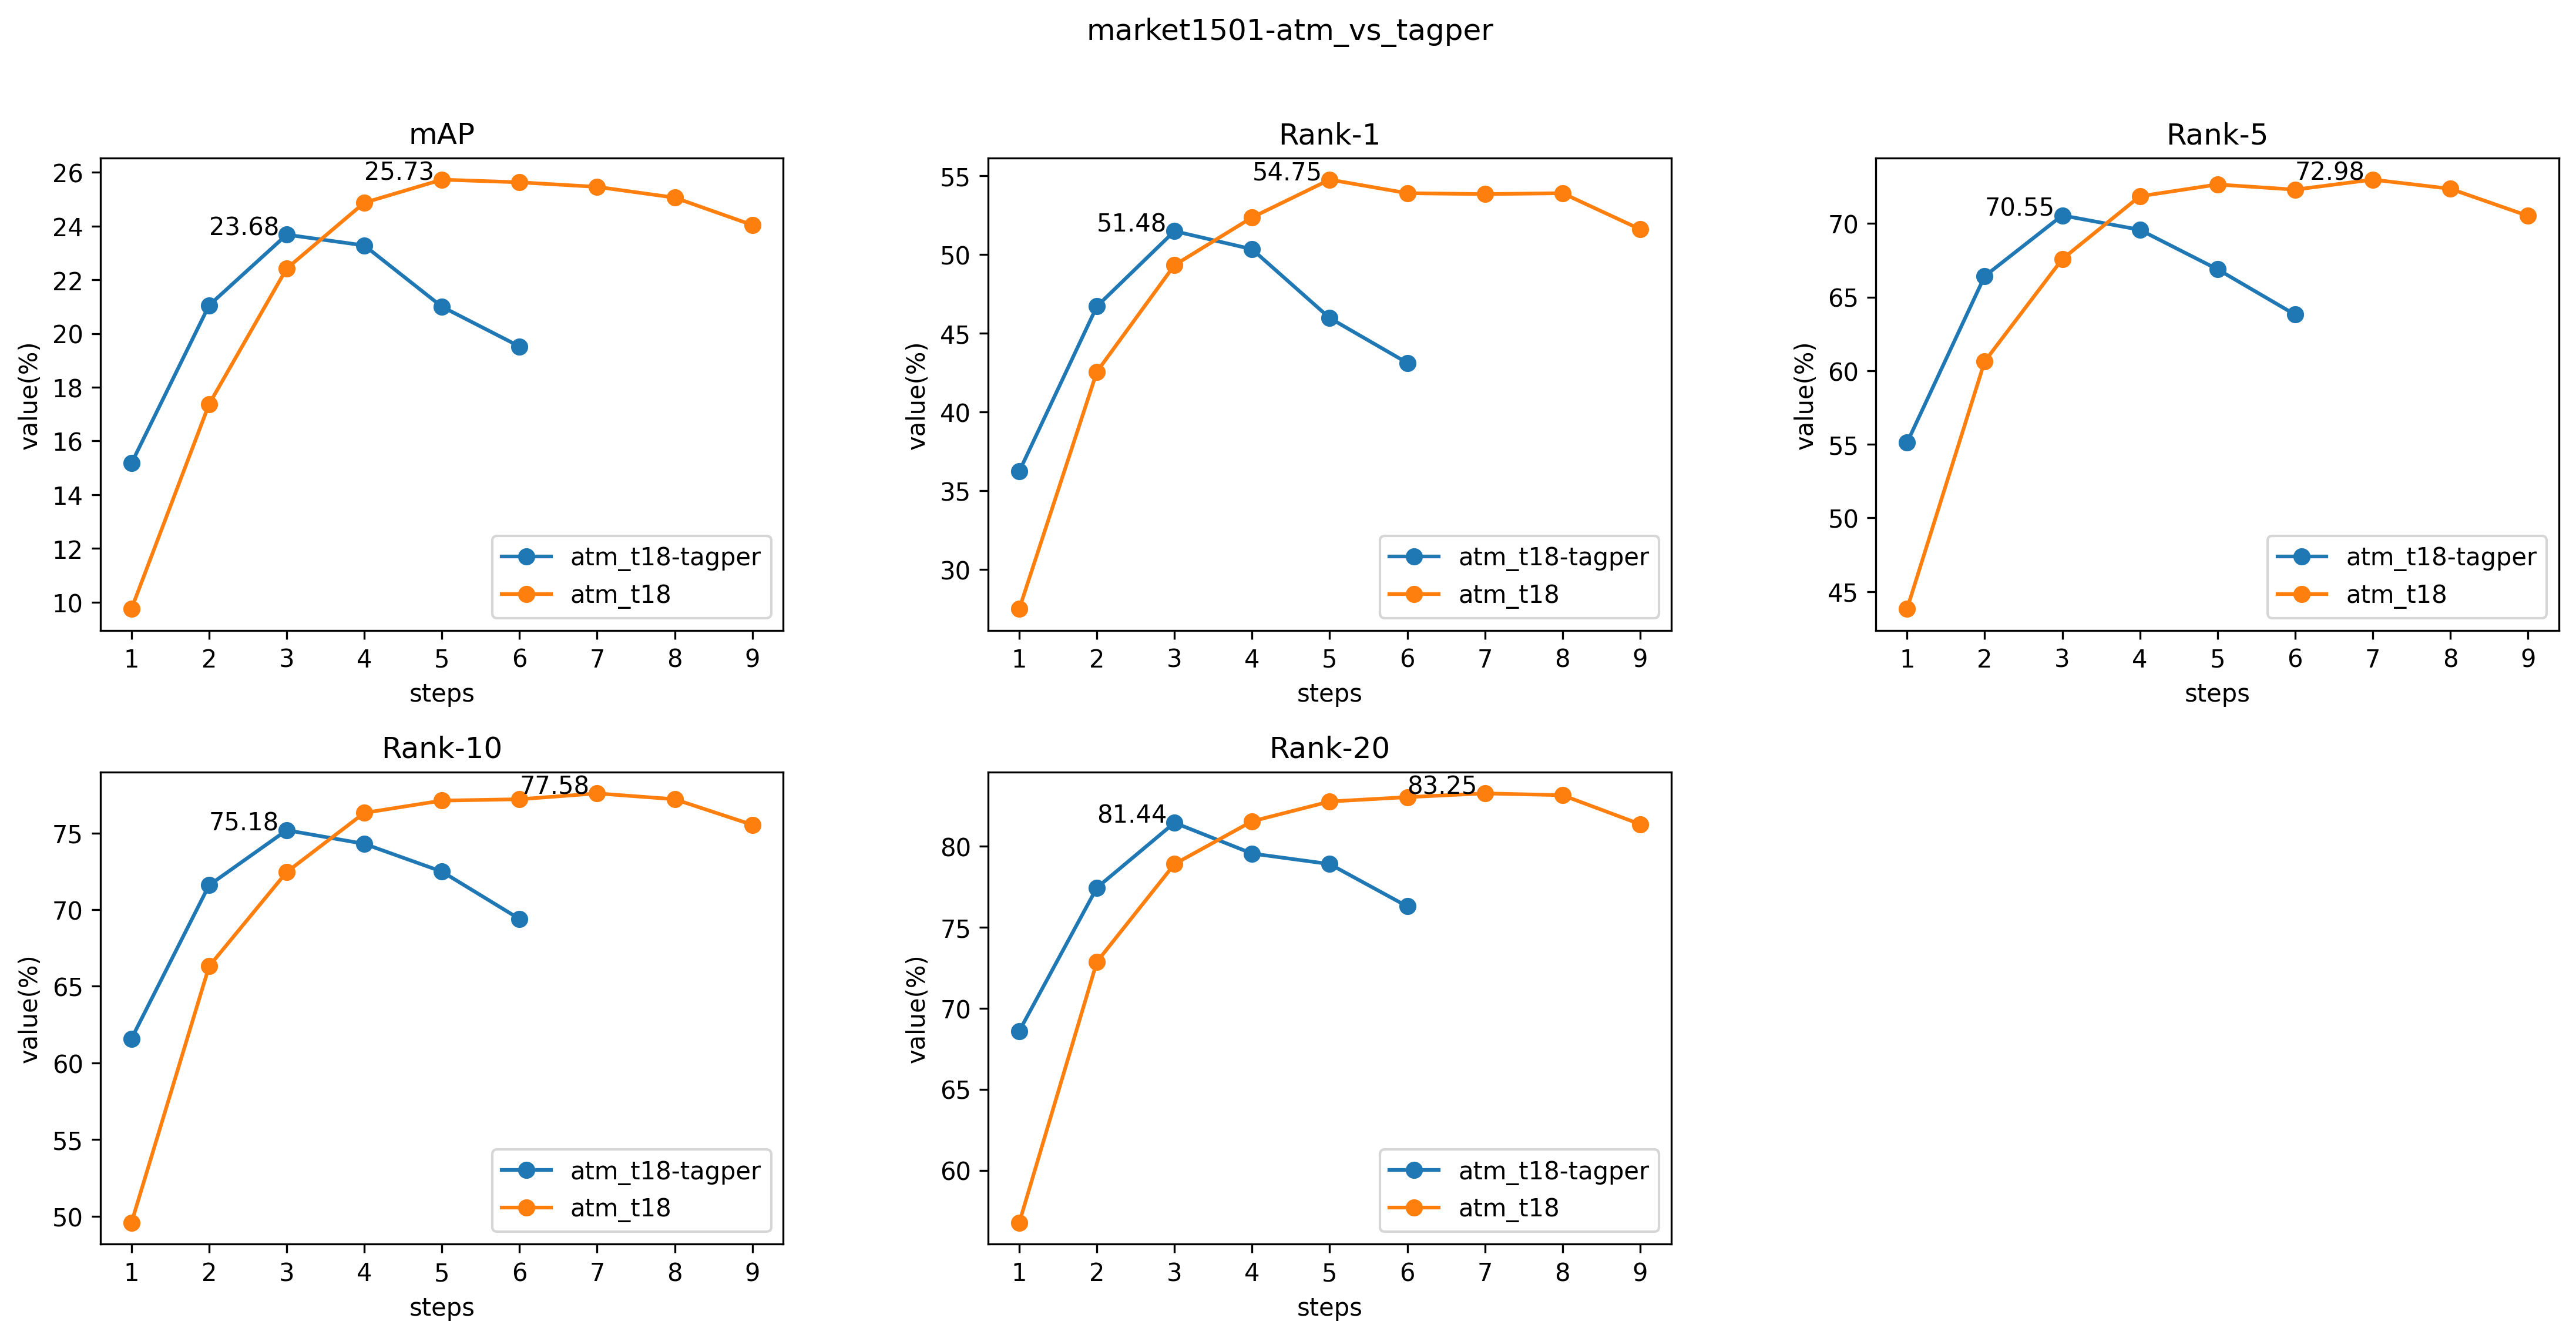 market1501-atm_vs_tagper
mAP
26
24
22
20
18
16
14
12
10
value(%)
25.73
23.68
atm_t18-tagper
atm_t18
1 2 3 4 5 6 7 8 9
steps
Rank-1
55
50
45
40
35
30
value(%)
54.75
51.48
atm_t18-tagper
atm_t18
1 2 3 4 5 6 7 8 9
steps
Rank-5
70
65
60
55
50
45
value(%)
72.98
70.55
atm_t18-tagper
atm_t18
1 2 3 4 5 6 7 8 9
steps
Rank-10
75
70
65
60
55
50
value(%)
77.58
75.18
atm_t18-tagper
atm_t18
1 2 3 4 5 6 7 8 9
steps
Rank-20
80
75
70
65
60
value(%)
83.25
81.44
atm_t18-tagper
atm_t18
1 2 3 4 5 6 7 8 9
steps